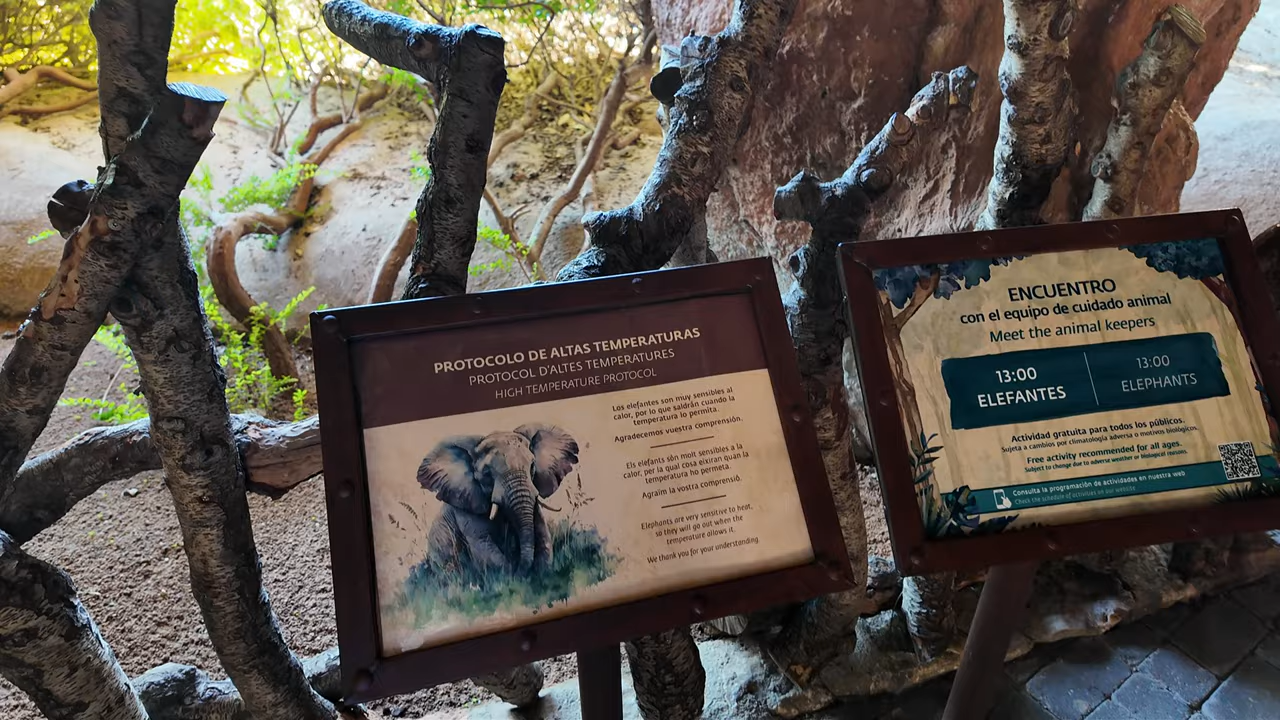 PROTOCOLO DE ALTAS TEMPERATURAS
PROTOCOL D'ALTES TEMPERATURES
HIGH TEMPERATURE PROTOCOL
Los elefantes son muy sensibles al
calor, por lo que saldrán cuando la
temperatura lo permita.
Agradecemos vuestra comprensión.
Els elefants són molt sensibles a la
calor, per la qual cosa eixiran quan la
temperatura ho permeta.
Agraim la vostra comprensió.
Elephants are very sensitive to heat,
so they will go out when the
temperature allows it.
We thank you for your understanding.
ENCUENTRO
con el equipo de cuidado animal
Meet the animal keepers
13:00
ELEFANTES
13:00
ELEPHANTS
Actividad gratuita para todos los públicos.
Sujeta a cambios por climatología adversa o motivos biológicos.
Free activity recommended for all ages.
Subject to change due to adverse weather or biological reasons.
Consulta la programación de actividades en nuestra web
Check the schedule of activities on our website